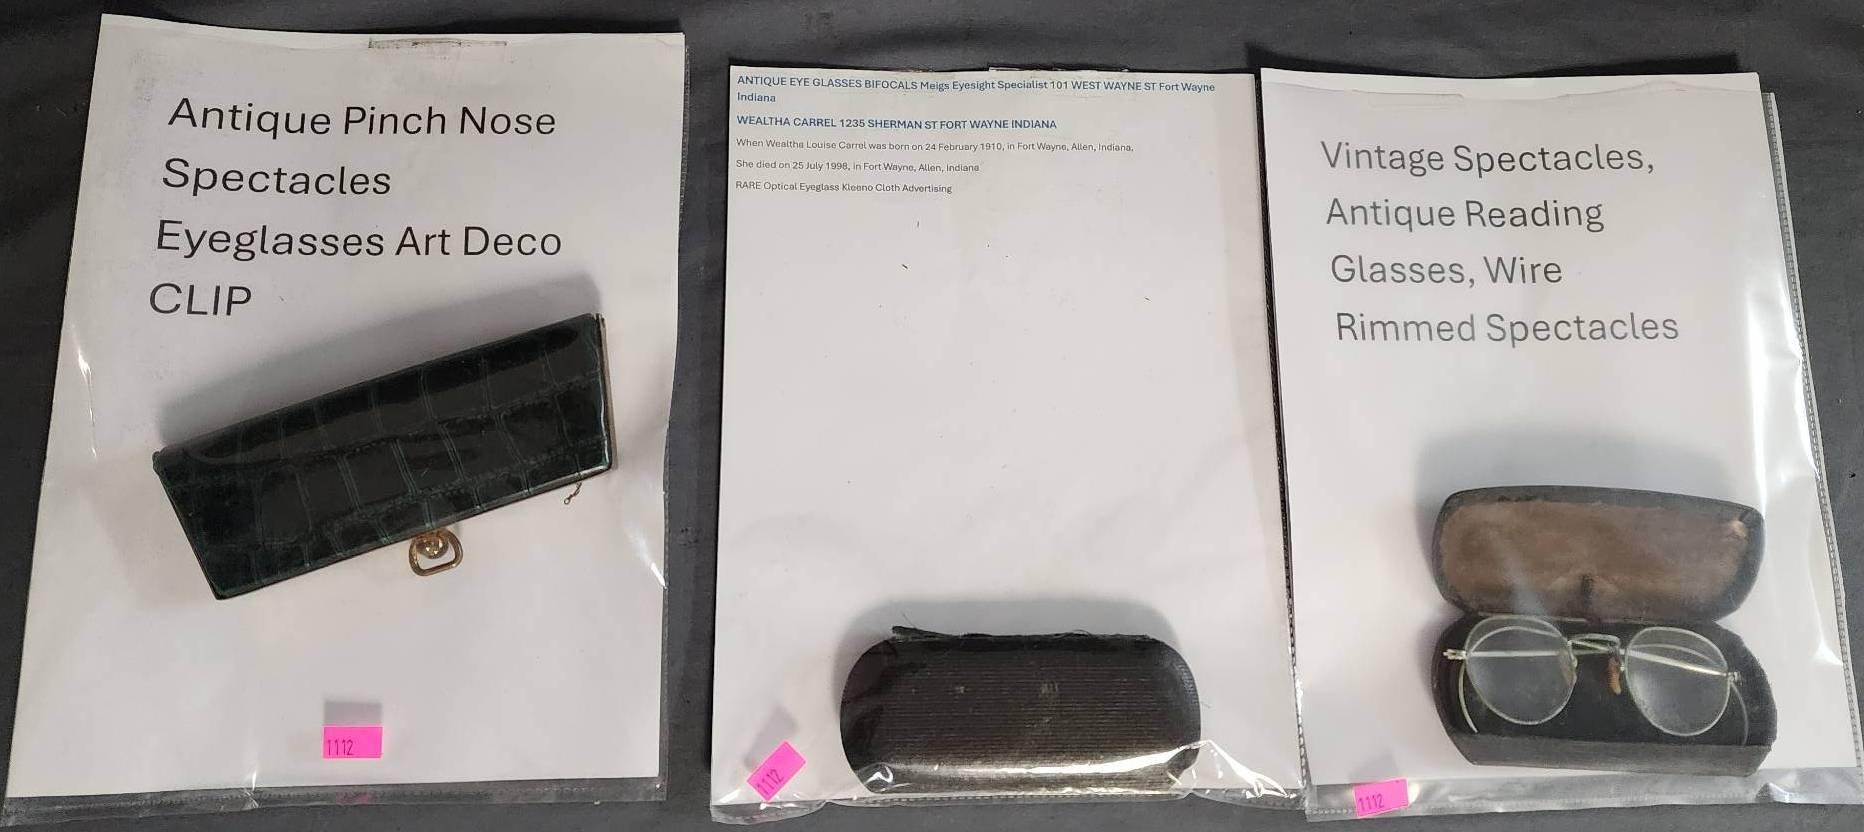 Antique Pinch Nose
Spectacles
Eyeglasses Art Deco
CLIP
1112
ANTIQUE EYE GLASSES BIFOCALS Meigs Eyesight Specialist 101 WEST WAYNE ST Fort Wayne
Indiana
WEALTHA CARREL 1235 SHERMAN ST FORT WAYNE INDIANA
When Wealtha Louise Carrel was born on 24 February 1910, in Fort Wayne, Allen, Indiana,
She died on 25 July 1998, in Fort Wayne, Allen, Indiana
RARE Optical Eyeglass Kleeno Cloth Advertising
1112
Vintage Spectacles,
Antique Reading
Glasses, Wire
Rimmed Spectacles
1112